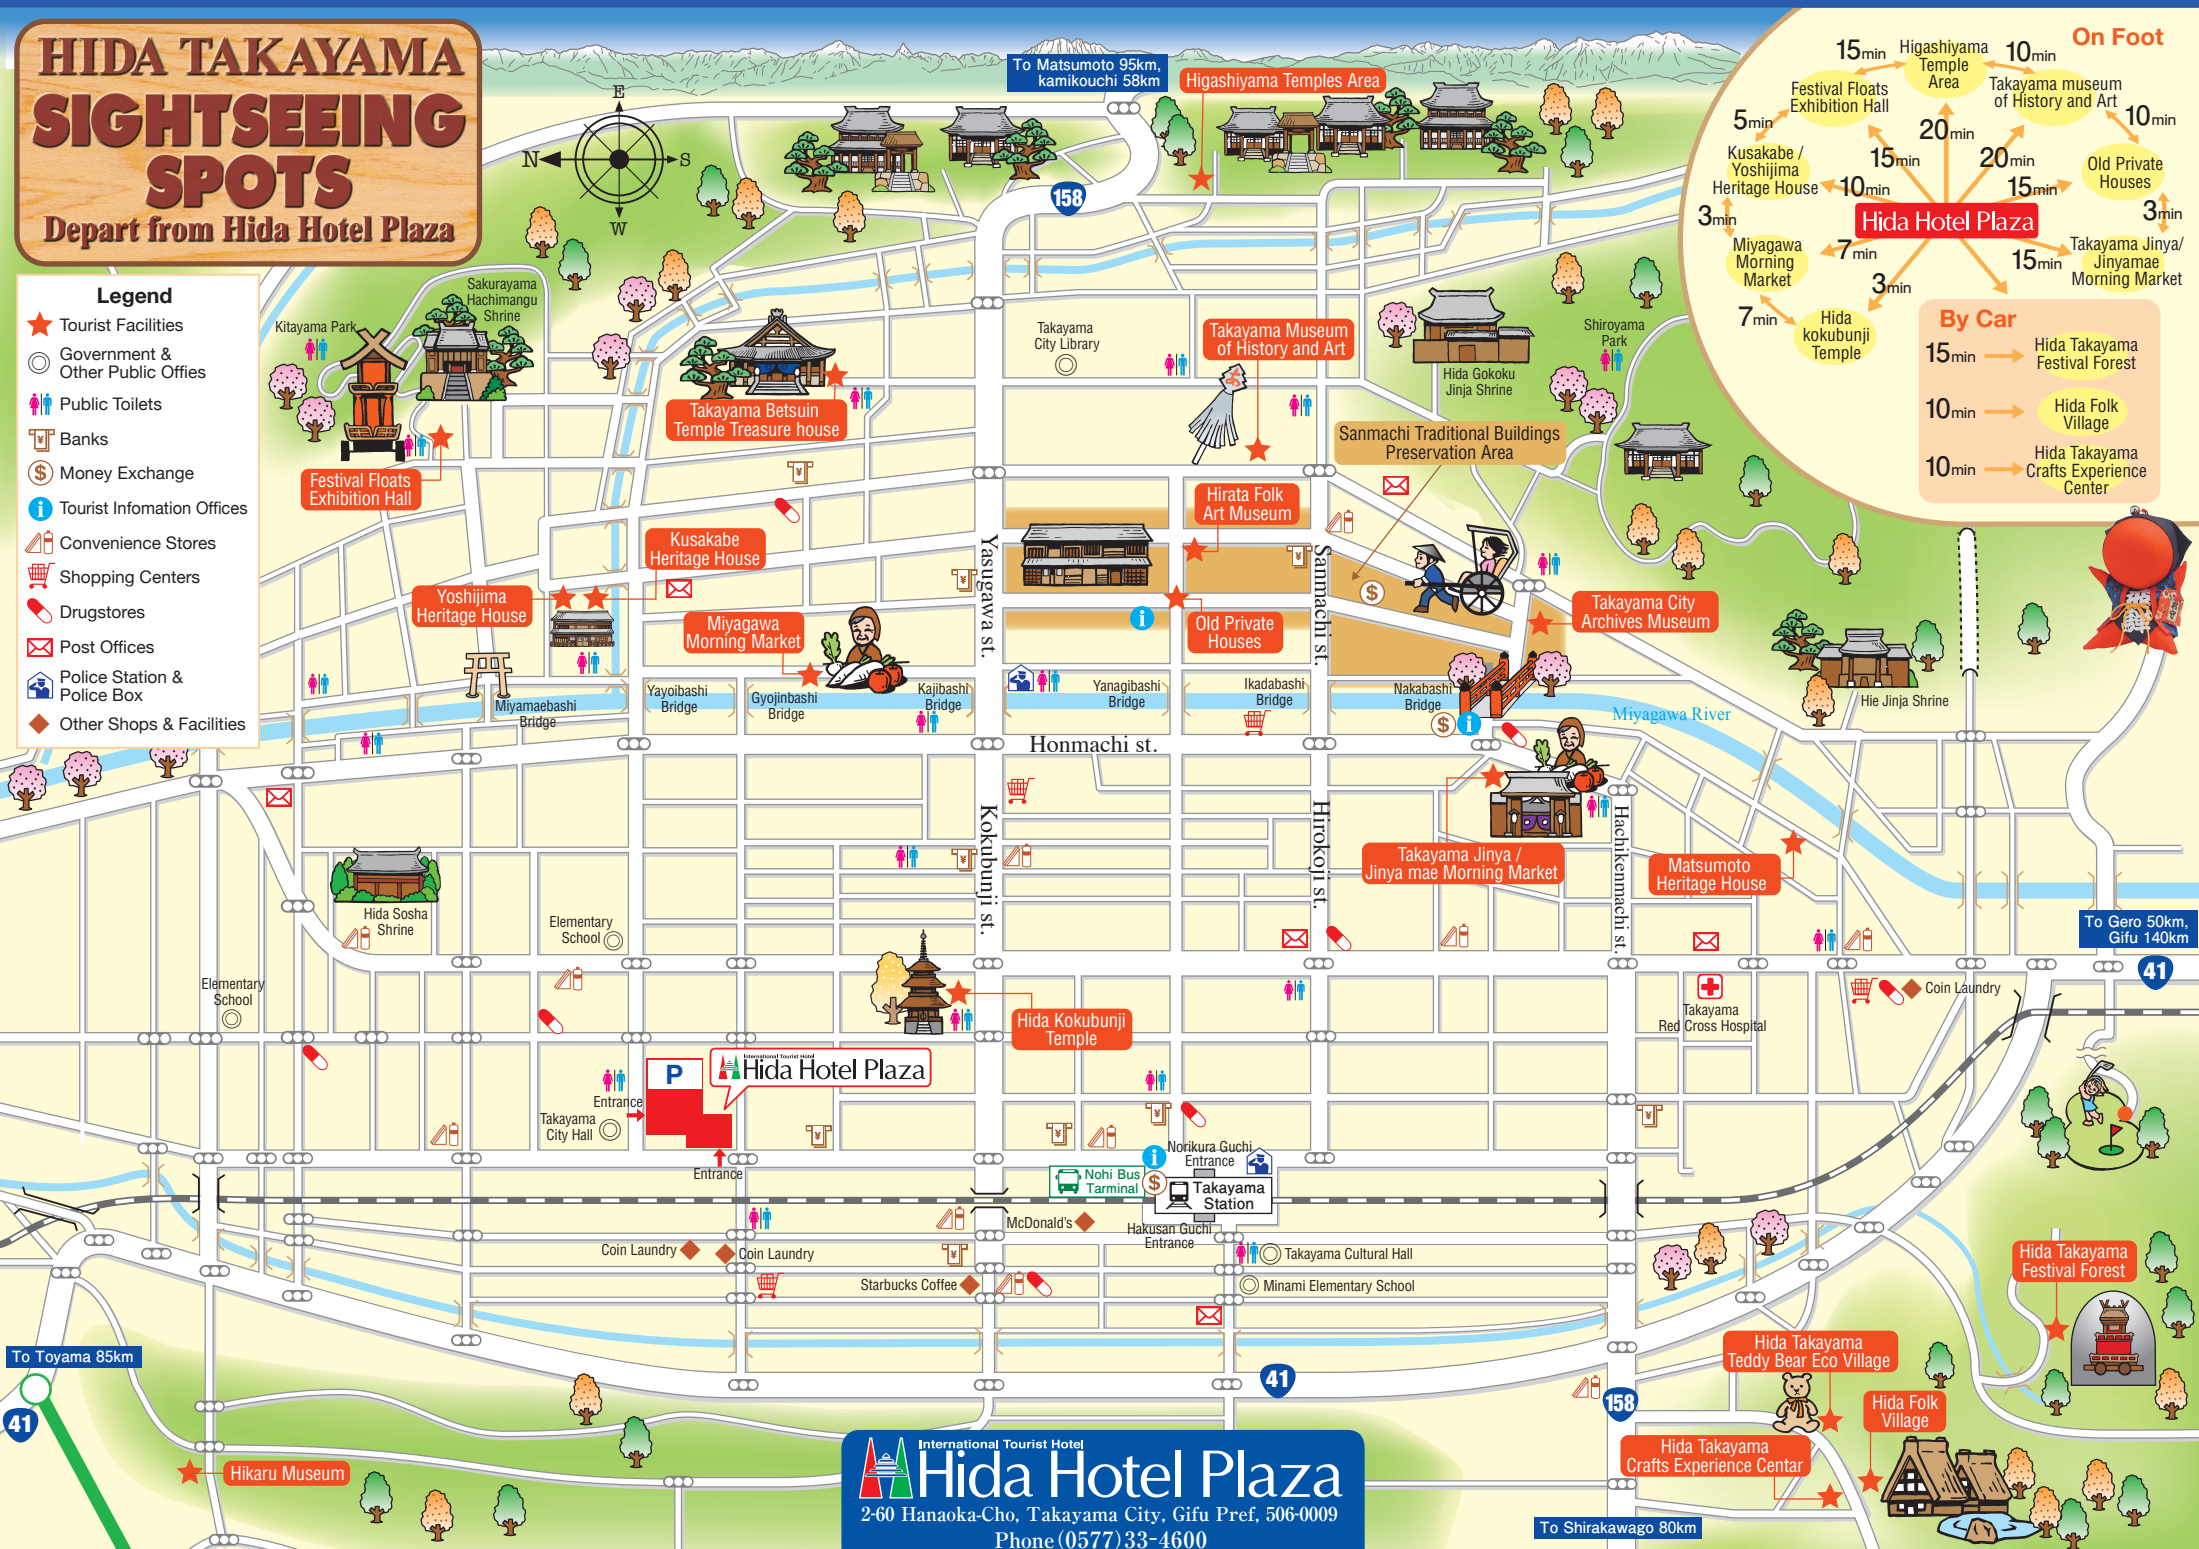 HIDA TAKAYAMA
SIGHTSEEING
SPOTS
Depart from Hida Hotel Plaza
Legend
Tourist Facilities
Government &
Other Public Offies
Public Toilets
Banks
Money Exchange
Tourist Infomation Offices
Convenience Stores
Shopping Centers
Drugstores
Post Offices
Police Station &
Police Box
Other Shops & Facilities
E
N
S
W
To Matsumoto 95km,
kamikouchi 58km
Higashiyama Temples Area
158
On Foot
15min
Higashiyama
Temple
Area
10min
Festival Floats
Exhibition Hall
Takayama museum
of History and Art
5min
10min
20min
15min
20min
Kusakabe /
Yoshijima
Heritage House
Old Private
Houses
10min
15min
3min
Hida Hotel Plaza
3min
Miyagawa
Morning
Market
7min
15min
Takayama Jinya/
Jinyamae
Morning Market
3min
7min
Hida
kokubunji
Temple
By Car
15min
Hida Takayama
Festival Forest
10min
Hida Folk
Village
10min
Hida Takayama
Crafts Experience
Center
Sakurayama
Hachimangu
Shrine
Kitayama Park
Takayama
City Library
Takayama Museum
of History and Art
Hida Gokoku
Jinja Shrine
Shiroyama
Park
Takayama Betsuin
Temple Treasure house
Sanmachi Traditional Buildings
Preservation Area
Festival Floats
Exhibition Hall
Hirata Folk
Art Museum
Kusakabe
Heritage House
Yasugawa st.
Sanmachi st.
Yoshijima
Heritage House
Miyagawa
Morning Market
Old Private
Houses
Takayama City
Archives Museum
Miyamaebashi
Bridge
Yayoibashi
Bridge
Gyojinbashi
Bridge
Kajibashi
Bridge
Yanagibashi
Bridge
Ikadabashi
Bridge
Nakabashi
Bridge
Miyagawa River
Hie Jinja Shrine
Honmachi st.
Kokubunji st.
Hirokoji st.
Hachikenmachi st.
Takayama Jinya /
Jinya mae Morning Market
Matsumoto
Heritage House
Hida Sosha
Shrine
Elementary
School
To Gero 50km,
Gifu 140km
41
Elementary
School
Hida Kokubunji
Temple
Takayama
Red Cross Hospital
Coin Laundry
P
International Tourist Hotel
Hida Hotel Plaza
Entrance
Takayama
City Hall
Entrance
Norikura Guchi
Entrance
Nohi Bus
Tarminal
Takayama
Station
McDonald's
Hakusan Guchi
Entrance
Coin Laundry
Coin Laundry
Takayama Cultural Hall
Starbucks Coffee
Minami Elementary School
Hida Takayama
Festival Forest
To Toyama 85km
41
41
158
Hida Takayama
Teddy Bear Eco Village
Hida Folk
Village
Hida Takayama
Crafts Experience Centar
Hikaru Museum
International Tourist Hotel
Hida Hotel Plaza
2-60 Hanaoka-Cho, Takayama City, Gifu Pref, 506-0009
Phone(0577)33-4600
To Shirakawago 80km